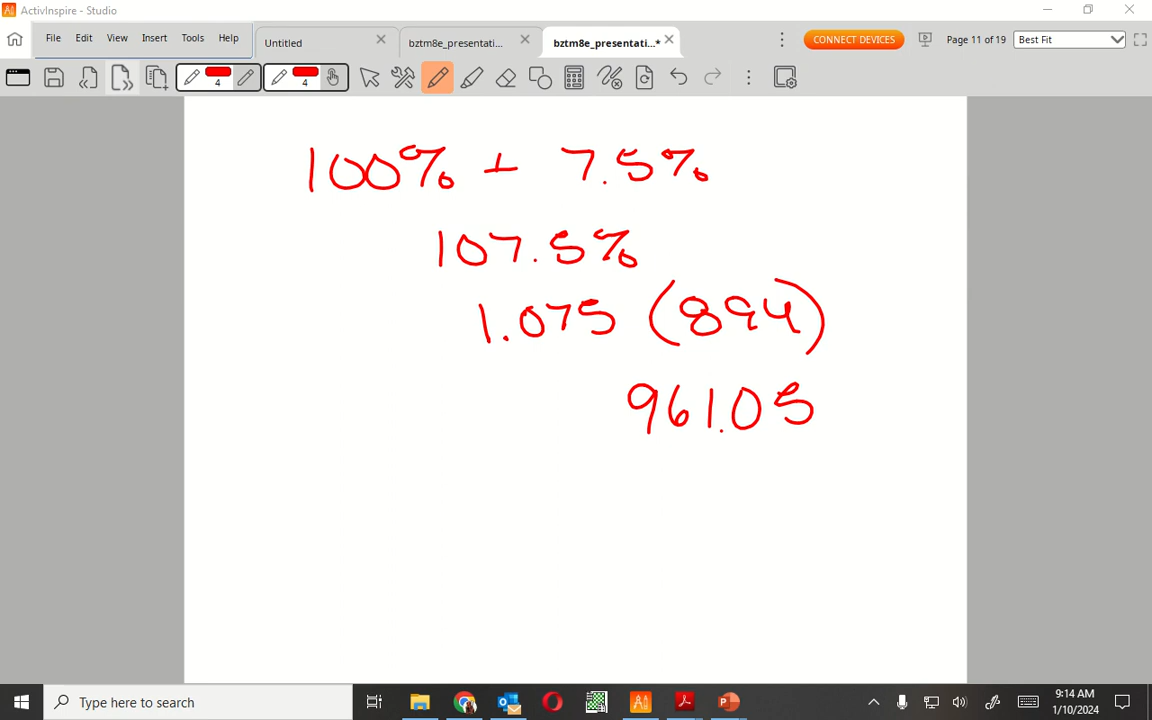 ActivInspire - Studio
File Edit View Insert Tools Help
Untitled
bztm8e_presentati...
bztm8e_presentati...*
CONNECT DEVICES
Page 11 of 19
Best Fit
4
4
100% + 7.5%
107.5%
1.075 (894)
961.05
Type here to search
9:14 AM
1/10/2024